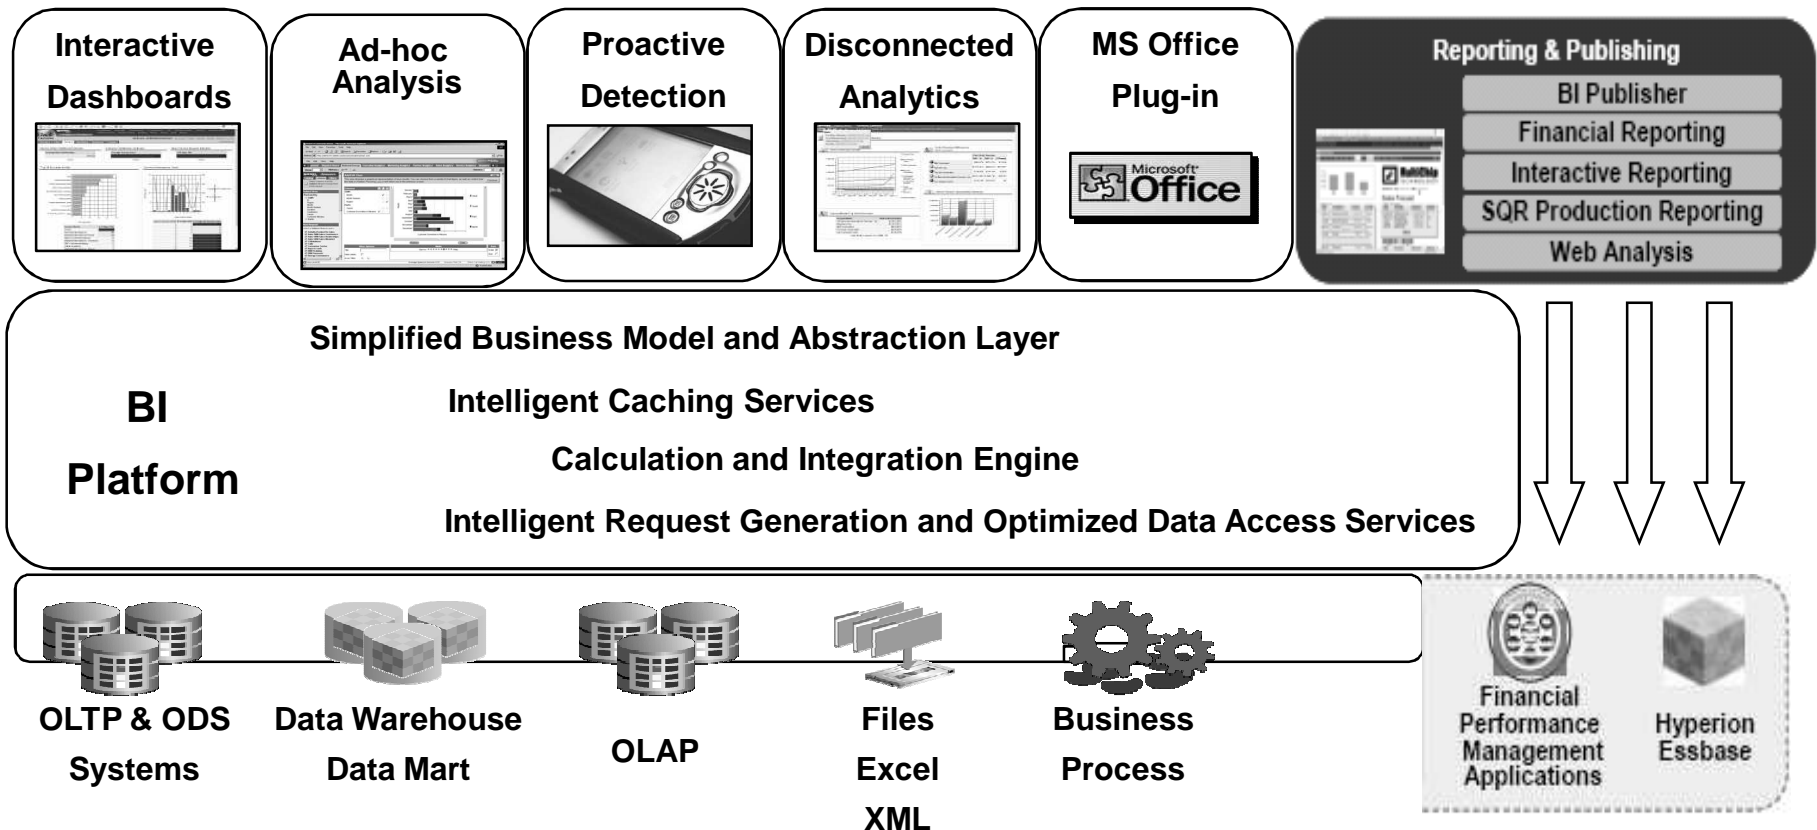 Interactive
Dashboards
Ad-hoc
Analysis
Proactive
Detection
Disconnected
Analytics
MS Office
Plug-in
Microsoft
Office
Reporting & Publishing
BI Publisher
Financial Reporting
Interactive Reporting
SQR Production Reporting
Web Analysis
BI
Platform
Simplified Business Model and Abstraction Layer
Intelligent Caching Services
Calculation and Integration Engine
Intelligent Request Generation and Optimized Data Access Services
OLTP & ODS
Systems
Data Warehouse
Data Mart
OLAP
Files
Excel
XML
Business
Process
Financial
Performance
Management
Applications
Hyperion
Essbase